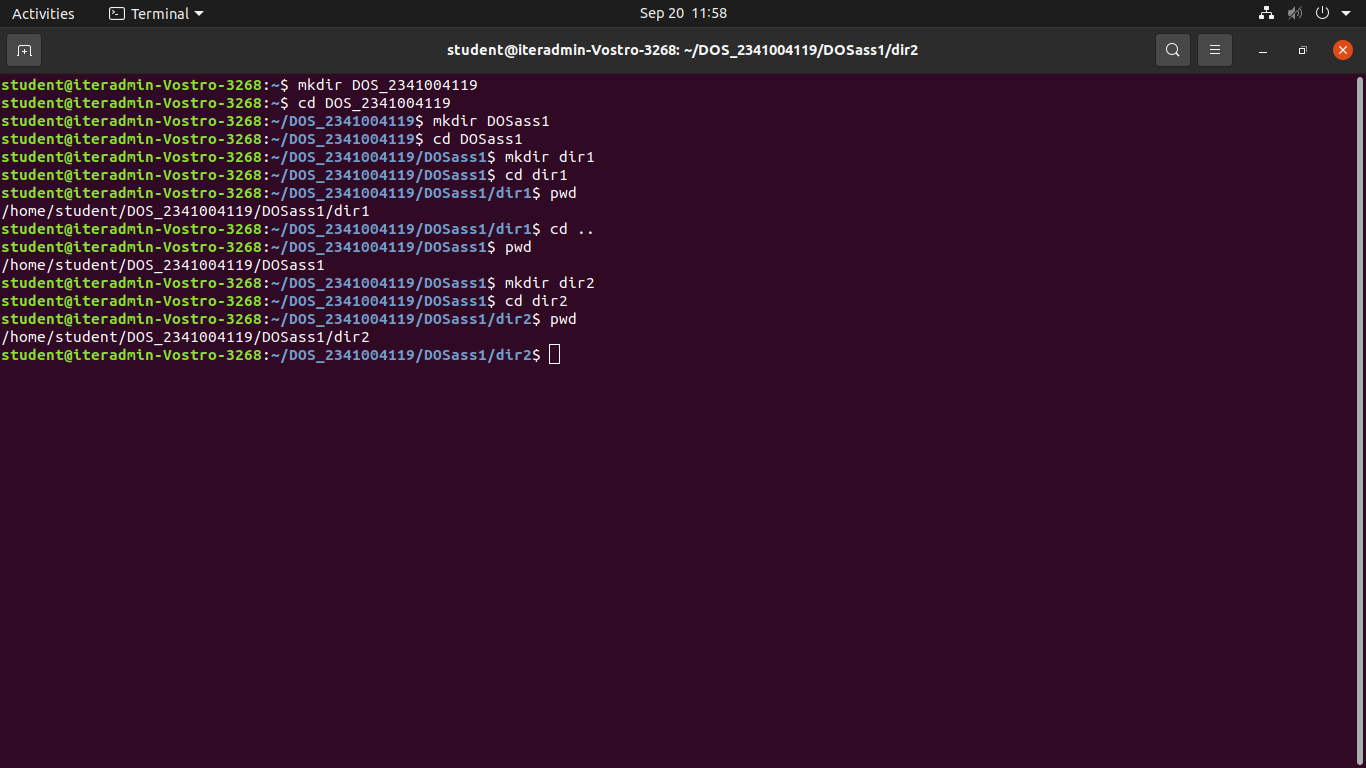 Activities Terminal Sep 20 11:58
student@iteradmin-Vostro-3268: ~/DOS_2341004119/DOSass1/dir2
student@iteradmin-Vostro-3268:~$ mkdir DOS_2341004119
student@iteradmin-Vostro-3268:~$ cd DOS_2341004119
student@iteradmin-Vostro-3268:~/DOS_2341004119$ mkdir DOSass1
student@iteradmin-Vostro-3268:~/DOS_2341004119$ cd DOSass1
student@iteradmin-Vostro-3268:~/DOS_2341004119/DOSass1$ mkdir dir1
student@iteradmin-Vostro-3268:~/DOS_2341004119/DOSass1$ cd dir1
student@iteradmin-Vostro-3268:~/DOS_2341004119/DOSass1/dir1$ pwd
/home/student/DOS_2341004119/DOSass1/dir1
student@iteradmin-Vostro-3268:~/DOS_2341004119/DOSass1/dir1$ cd ..
student@iteradmin-Vostro-3268:~/DOS_2341004119/DOSass1$ pwd
/home/student/DOS_2341004119/DOSass1
student@iteradmin-Vostro-3268:~/DOS_2341004119/DOSass1$ mkdir dir2
student@iteradmin-Vostro-3268:~/DOS_2341004119/DOSass1$ cd dir2
student@iteradmin-Vostro-3268:~/DOS_2341004119/DOSass1/dir2$ pwd
/home/student/DOS_2341004119/DOSass1/dir2
student@iteradmin-Vostro-3268:~/DOS_2341004119/DOSass1/dir2$